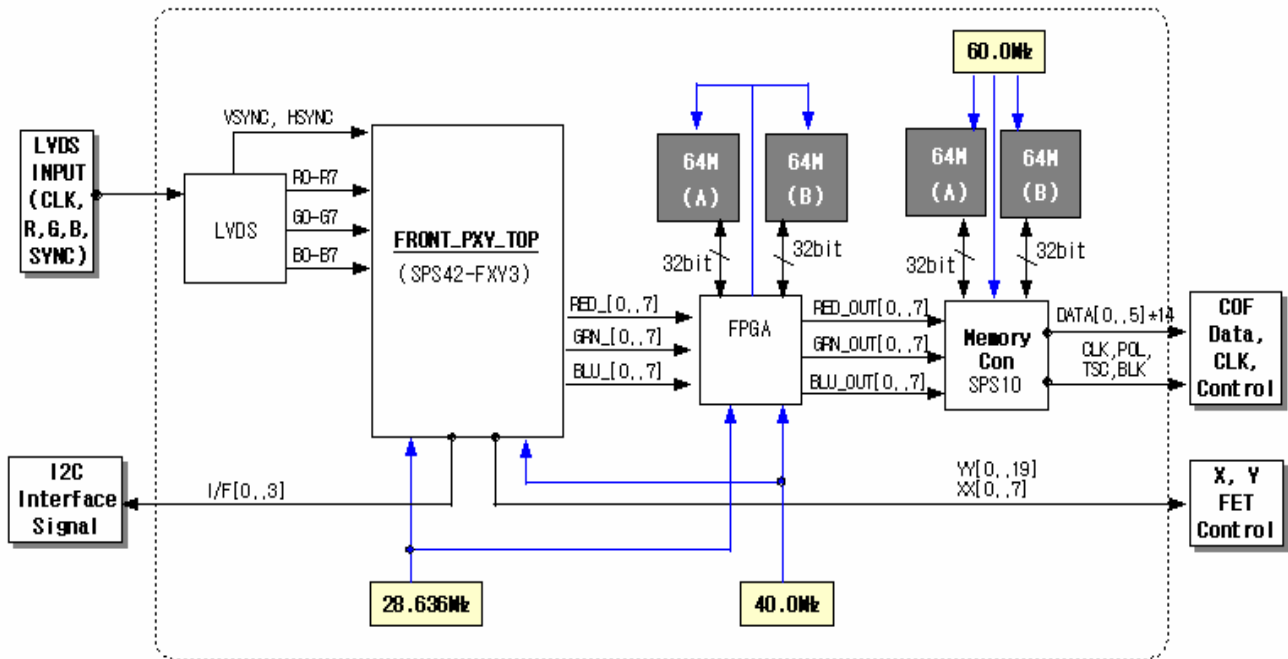 60.0MHz
VSYNC, HSYNC
LVDS
INPUT
(CLK,
R,G,B,
SYNC)
LVDS
R0-R7
G0-G7
B0-B7
FRONT_PXY_TOP
(SPS42-FXY3)
64M
(A)
64M
(B)
64M
(A)
64M
(B)
32bit
32bit
32bit
32bit
RED_[0..7]
GRN_[0..7]
BLU_[0..7]
FPGA
RED_OUT[0..7]
GRN_OUT[0..7]
BLU_OUT[0..7]
Memory
Con
SPS10
DATA[0..5]*14
CLK,POL,
TSC,BLK
COF
Data,
CLK,
Control
I2C
Interface
Signal
I/F[0..3]
YY[0..19]
XX[0..7]
X, Y
FET
Control
28.636MHz
40.0MHz